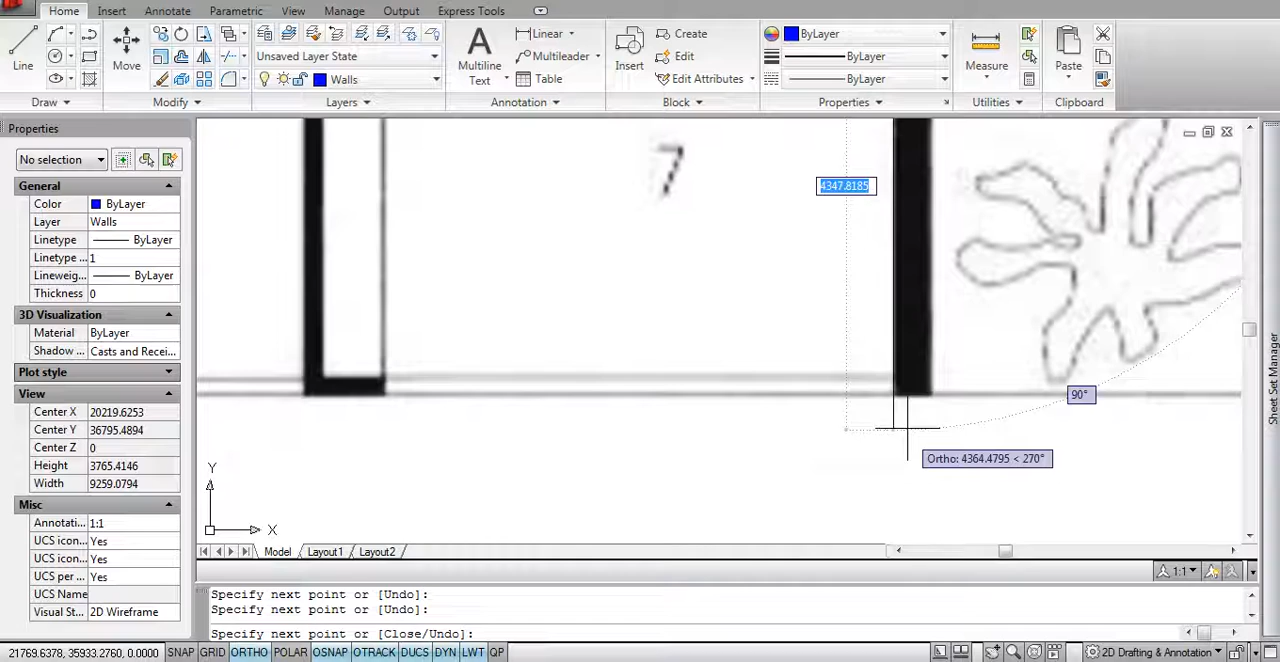 Home Insert Annotate Parametric View Manage Output Express Tools
Line Move Unsaved Layer State Walls Multiline Text Linear Multileader Table Insert Create Edit Edit Attributes ByLayer ByLayer ByLayer Measure Paste
Draw Modify Layers Annotation Block Properties Utilities Clipboard
Properties
No selection
General
Color ByLayer
Layer Walls
Linetype ByLayer
Linetype ... 1
Lineweig... ByLayer
Thickness 0
3D Visualization
Material ByLayer
Shadow ... Casts and Recei...
Plot style
View
Center X 20219.6253
Center Y 36795.4894
Center Z 0
Height 3765.4146
Width 9259.0794
Misc
Annotati... 1:1
UCS icon... Yes
UCS icon... Yes
UCS per ... Yes
UCS Name
Visual St... 2D Wireframe
7
4347.8185
90°
Ortho: 4364.4795 < 270°
Y
X
Sheet Set Manager
Model Layout1 Layout2
1:1
Specify next point or [Undo]:
Specify next point or [Undo]:
Specify next point or [Close/Undo]:
21769.6378, 35933.2760, 0.0000 SNAP GRID ORTHO POLAR OSNAP OTRACK DUCS DYN LWT QP 2D Drafting & Annotation